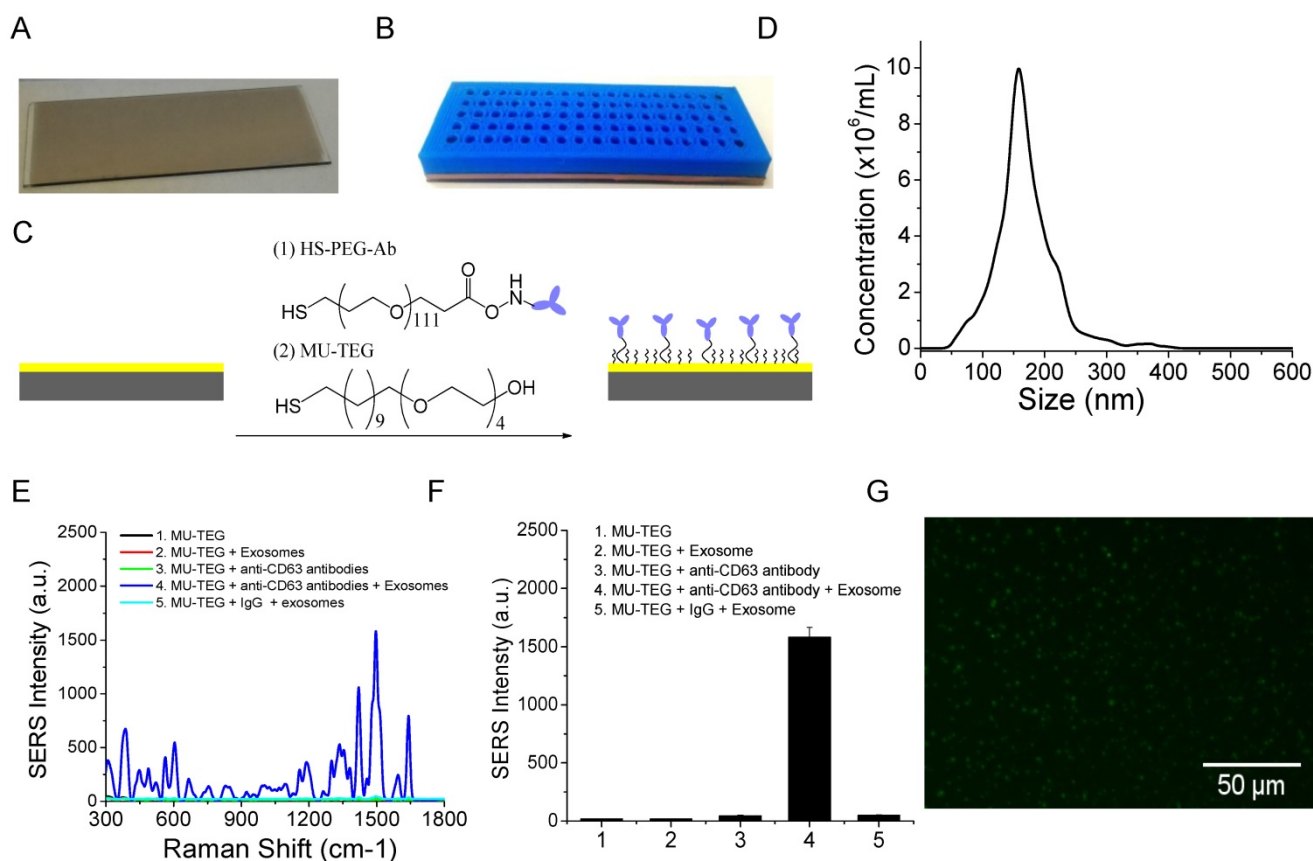 A
B
C
(1) HS-PEG-Ab
HS
O
O
O
H
N
111
(2) MU-TEG
HS
9
O
OH
4
D
Concentration (x10⁶/mL)
10
8
6
4
2
0
0 100 200 300 400 500 600
Size (nm)
E
SERS Intensity (a.u.)
2500
2000
1500
1000
500
0
1. MU-TEG
2. MU-TEG + Exosomes
3. MU-TEG + anti-CD63 antibodies
4. MU-TEG + anti-CD63 antibodies + Exosomes
5. MU-TEG + IgG + exosomes
300 600 900 1200 1500 1800
Raman Shift (cm-1)
F
SERS Intensty (a.u.)
2500
2000
1500
1000
500
0
1. MU-TEG
2. MU-TEG + Exosome
3. MU-TEG + anti-CD63 antibody
4. MU-TEG + anti-CD63 antibody + Exosome
5. MU-TEG + IgG + Exosome
1 2 3 4 5
G
50 µm